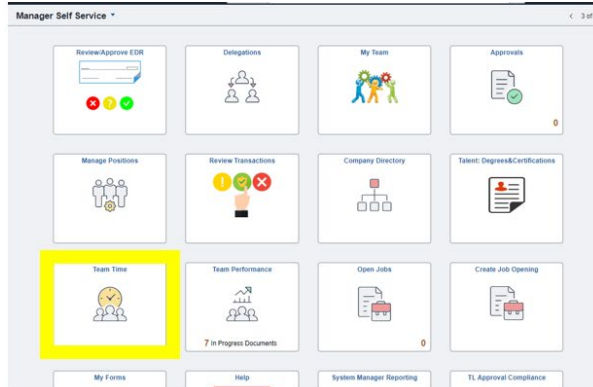 Manager Self Service
3 of
Review/Approve EDR
Delegations
My Team
Approvals
0
Manage Positions
Review Transactions
Company Directory
Talent: Degrees&Certifications
Team Time
Team Performance
7 In Progress Documents
Open Jobs
0
Create Job Opening
My Forms
Help
System Manager Reporting
TL Approval Compliance